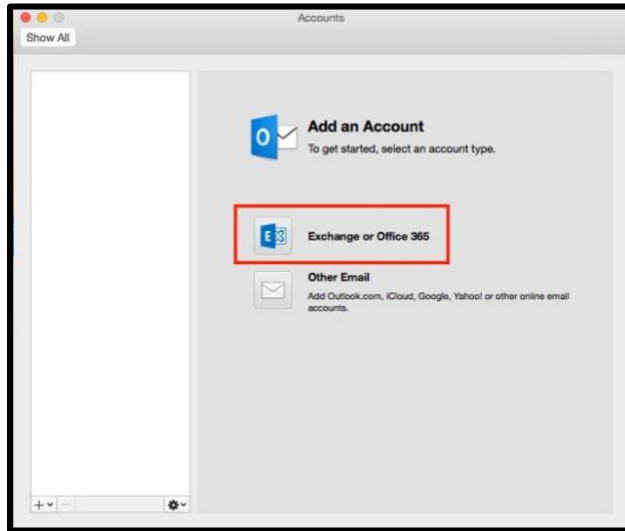 Accounts
Show All
Add an Account
To get started, select an account type.
Exchange or Office 365
Other Email
Add Outlook.com, iCloud, Google, Yahoo! or other online email
accounts.